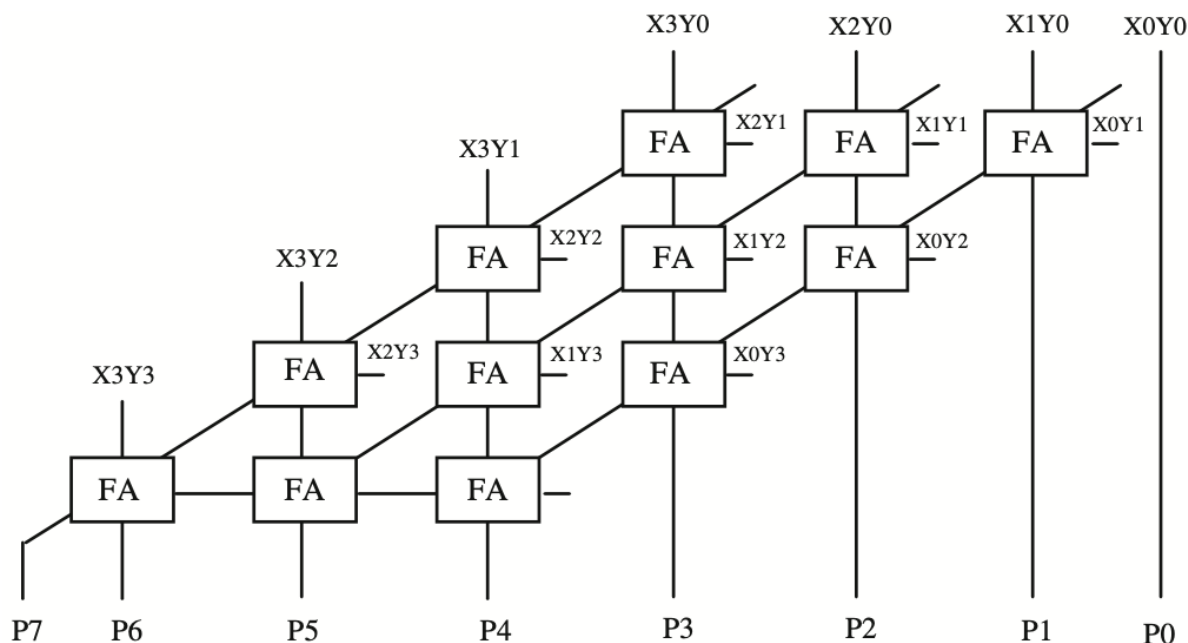 X3Y0 X2Y0 X1Y0 X0Y0
FA X2Y1 FA X1Y1 FA X0Y1
X3Y1
FA X2Y2 FA X1Y2 FA X0Y2
X3Y2
FA X2Y3 FA X1Y3 FA X0Y3
X3Y3
FA FA FA
P7 P6 P5 P4 P3 P2 P1 P0